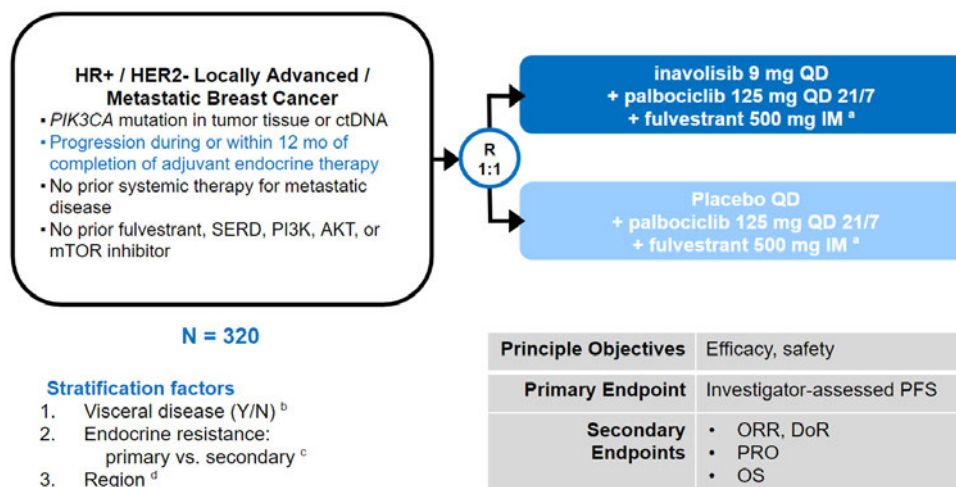 HR+ / HER2- Locally Advanced /
Metastatic Breast Cancer
▪ PIK3CA mutation in tumor tissue or ctDNA
▪ Progression during or within 12 mo of
completion of adjuvant endocrine therapy
▪ No prior systemic therapy for metastatic
disease
▪ No prior fulvestrant, SERD, PI3K, AKT, or
mTOR inhibitor
R
1:1
inavolisib 9 mg QD
+ palbociclib 125 mg QD 21/7
+ fulvestrant 500 mg IM a
Placebo QD
+ palbociclib 125 mg QD 21/7
+ fulvestrant 500 mg IM a
N = 320
Stratification factors
1. Visceral disease (Y/N) b
2. Endocrine resistance:
primary vs. secondary c
3. Region d
Principle Objectives Efficacy, safety
Primary Endpoint Investigator-assessed PFS
Secondary
Endpoints
• ORR, DoR
• PRO
• OS